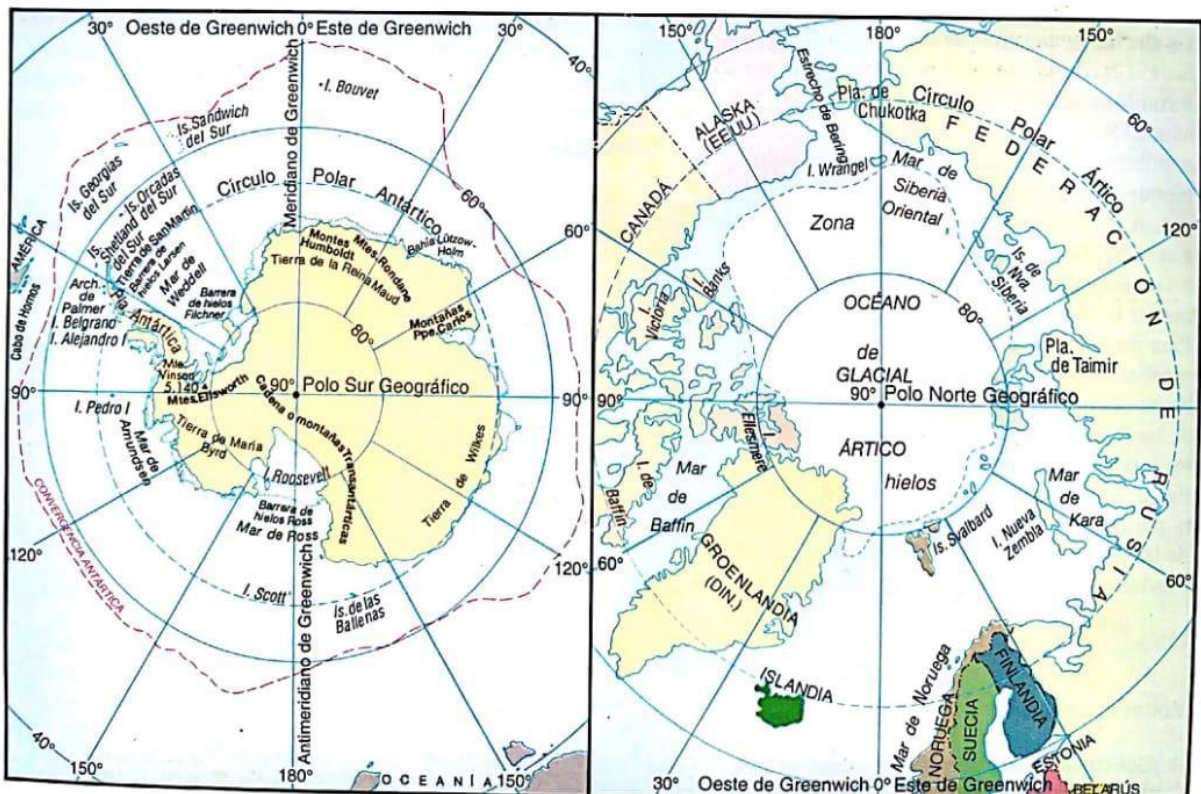 30°
Oeste de Greenwich 0° Este de Greenwich
30°
40°
Meridiano de Greenwich
I. Bouvet
Is. Sandwich
del Sur
Is. Georgias
del Sur
Is. Orcadas
del Sur
Is.
Shetland del Sur
Círculo Polar Antártico
60°
60°
AMÉRICA
Cabo de Hornos
Tierra de San Martín
Barrera de
hielos Larsen
Mar de
Weddell
Barrera
de hielos
Filchner
Arch.
de
Palmer
I. Belgrano
I. Alejandro I
Pla. Antártica
Montes
Humboldt
Mtes. Rondane
Bahía Lützow-
Holm
Tierra de la Reina Maud
80°
Montañas
Ppe. Carlos
Mte.
Vinson
5.140
Mtes. Ellsworth
90°
90° Polo Sur Geográfico
90°
I. Pedro I
Mar de
Amundsen
Tierra de María
Byrd
Cadena o montañas Transantárticas
I. Roosevelt
Barrera de
hielos Ross
Mar de Ross
Tierra de Wilkes
CONVERGENCIA ANTÁRTICA
120°
120°
I. Scott
Is. de las
Ballenas
Antimeridiano de Greenwich
40°
150°
180°
OCEANÍA
150°
150°
180°
150°
60°
ALASKA
(EEUU)
Estrecho de Bering
Pla. de
Chukotka
Círculo Polar Ártico
FEDERACIÓN DE RUSIA
CANADÁ
I. Wrangel
Mar de
Siberia
Oriental
Zona
120°
I. Banks
I.
Victoria
Is. de
Nva.
Siberia
OCÉANO
80°
de
GLACIAL
Pla.
de Taimir
90°
90° Polo Norte Geográfico
90°
I.
Ellesmere
ÁRTICO
hielos
I. de
Baffin
Mar
de
Baffin
Mar
de
Kara
I. Nueva
Zembla
Is. Svalbard
60°
60°
GROENLANDIA
(DIN.)
ISLANDIA
Mar de Noruega
NORUEGA
SUECIA
FINLANDIA
ESTONIA
BELARÚS
30°
Oeste de Greenwich 0° Este de Greenwich